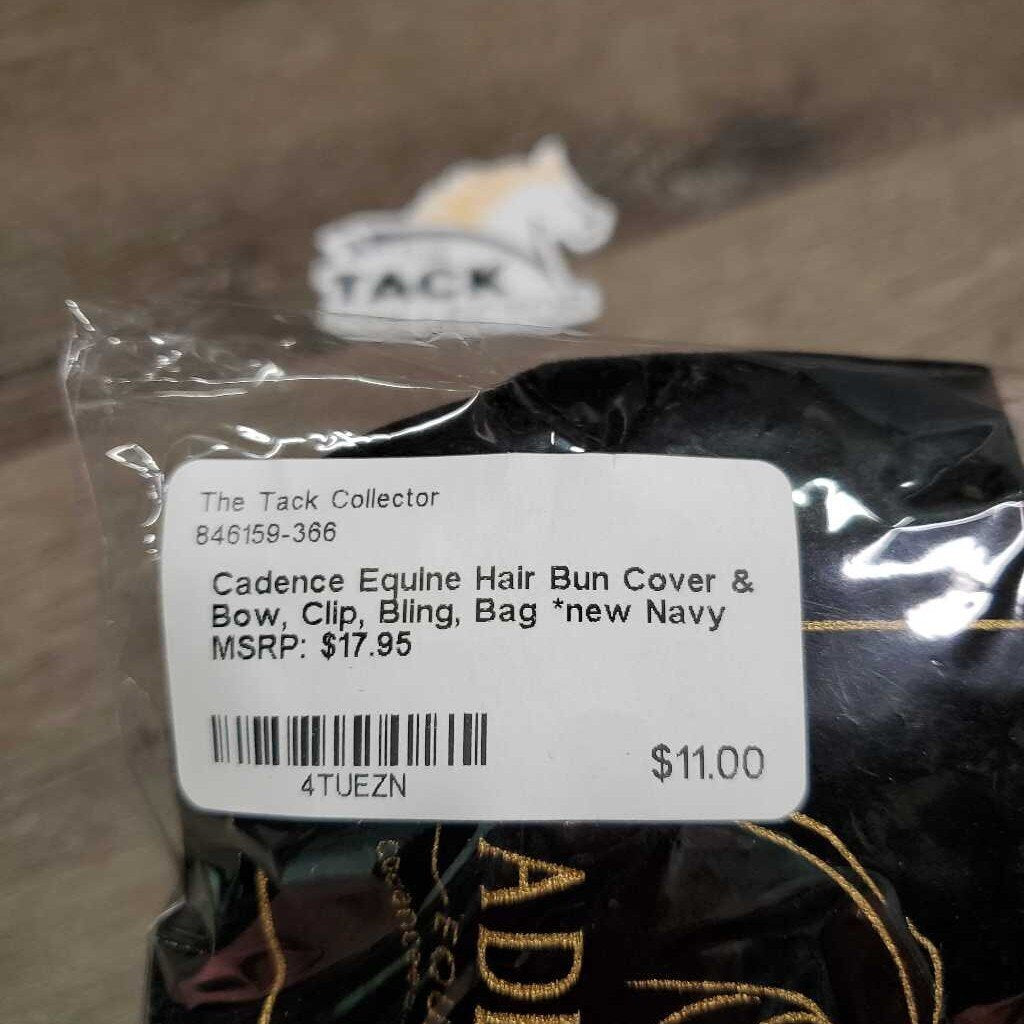 TACK
The Tack Collector
846159-366
Cadence Equine Hair Bun Cover &
Bow, Clip, Bling, Bag *new Navy
MSRP: $17.95
4TUEZN
$11.00